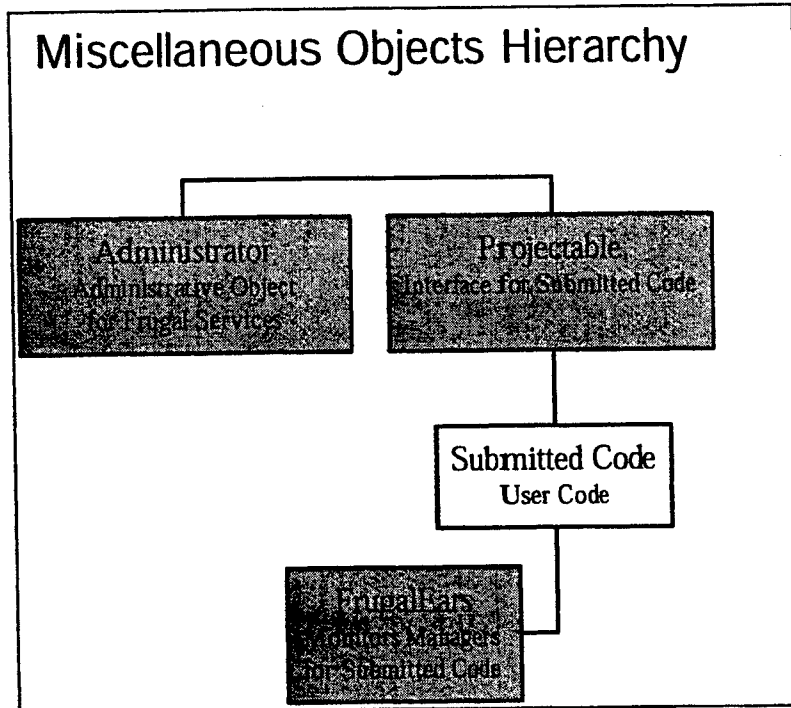 Miscellaneous Objects Hierarchy
Administrator
Administrative Object
for Frugal Services
Projectable
Interface for Submitted Code
Submitted Code
User Code
FrugalEars
Monitors Managers
for Submitted Code